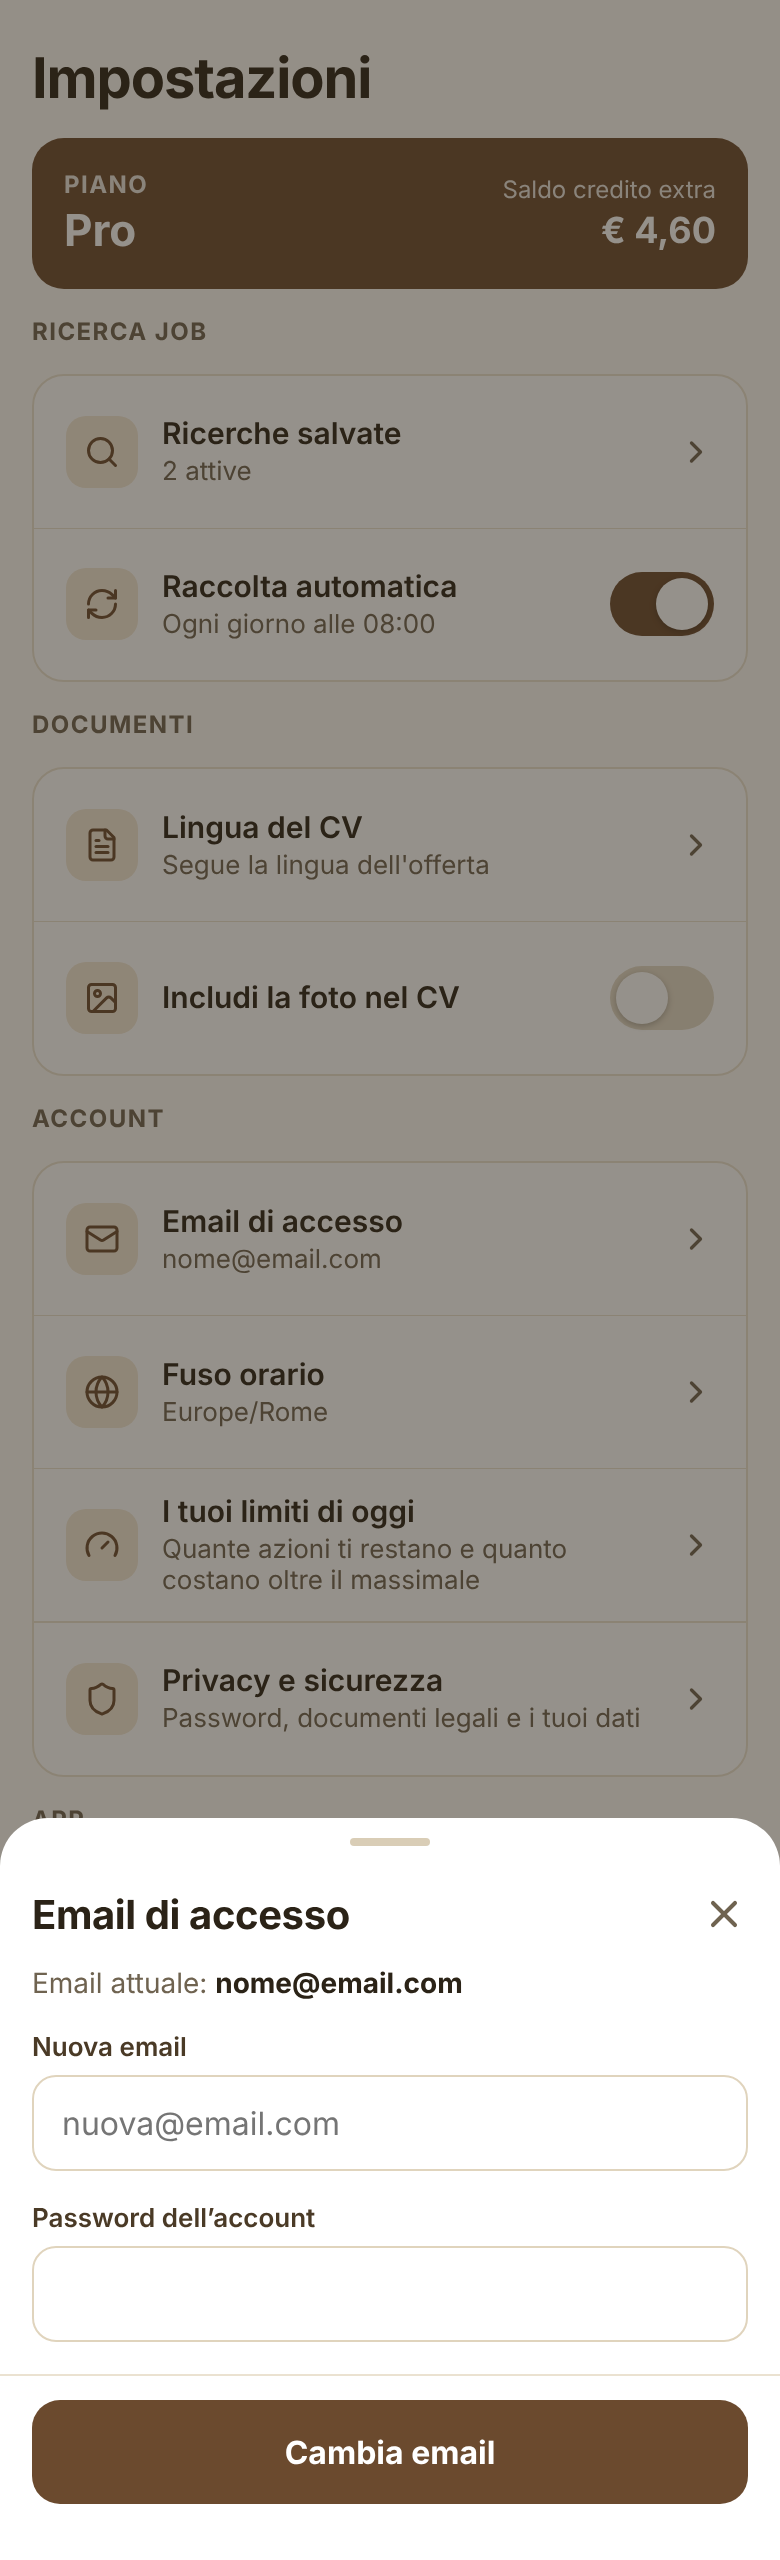 Impostazioni
PIANO
Pro
Saldo credito extra
€ 4,60
RICERCA JOB
Ricerche salvate
2 attive
Raccolta automatica
Ogni giorno alle 08:00
DOCUMENTI
Lingua del CV
Segue la lingua dell'offerta
Includi la foto nel CV
ACCOUNT
Email di accesso
nome@email.com
Fuso orario
Europe/Rome
I tuoi limiti di oggi
Quante azioni ti restano e quanto
costano oltre il massimale
Privacy e sicurezza
Password, documenti legali e i tuoi dati
APP
Email di accesso
Email attuale: nome@email.com
Nuova email
nuova@email.com
Password dell’account
Cambia email